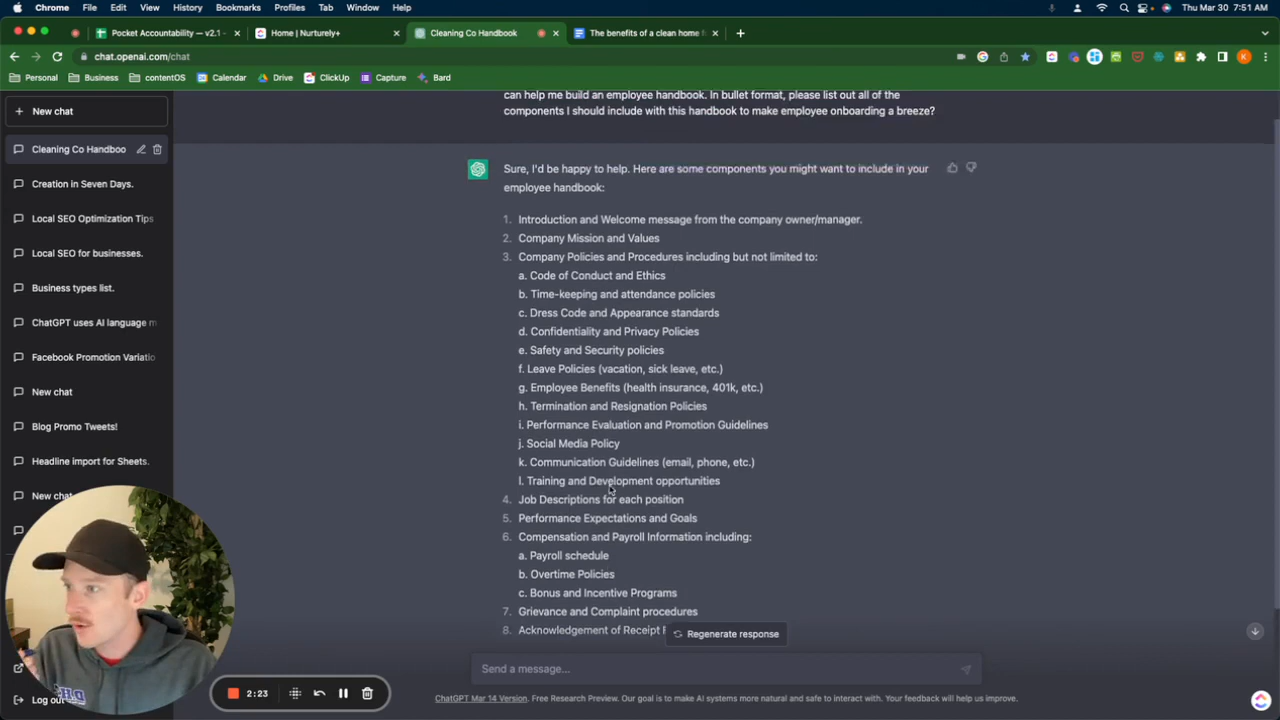 Chrome File Edit View History Bookmarks Profiles Tab Window Help Thu Mar 30 7:51 AM
Pocket Accountability — v2.1 - Home | Nurturely+ Cleaning Co Handbook The benefits of a clean home
chat.openai.com/chat
Personal Business contentOS Calendar Drive ClickUp Capture Bard
New chat
Cleaning Co Handboo
Creation in Seven Days.
Local SEO Optimization Tips
Local SEO for businesses.
Business types list.
ChatGPT uses AI language m
Facebook Promotion Variatio
New chat
Blog Promo Tweets!
Headline import for Sheets.
New chat
Log out
can help me build an employee handbook. In bullet format, please list out all of the
components I should include with this handbook to make employee onboarding a breeze?
Sure, I'd be happy to help. Here are some components you might want to include in your
employee handbook:
1. Introduction and Welcome message from the company owner/manager.
2. Company Mission and Values
3. Company Policies and Procedures including but not limited to:
a. Code of Conduct and Ethics
b. Time-keeping and attendance policies
c. Dress Code and Appearance standards
d. Confidentiality and Privacy Policies
e. Safety and Security policies
f. Leave Policies (vacation, sick leave, etc.)
g. Employee Benefits (health insurance, 401k, etc.)
h. Termination and Resignation Policies
i. Performance Evaluation and Promotion Guidelines
j. Social Media Policy
k. Communication Guidelines (email, phone, etc.)
l. Training and Development opportunities
4. Job Descriptions for each position
5. Performance Expectations and Goals
6. Compensation and Payroll Information including:
a. Payroll schedule
b. Overtime Policies
c. Bonus and Incentive Programs
7. Grievance and Complaint procedures
8. Acknowledgement of Receipt
Regenerate response
Send a message...
ChatGPT Mar 14 Version. Free Research Preview. Our goal is to make AI systems more natural and safe to interact with. Your feedback will help us improve.
2:23